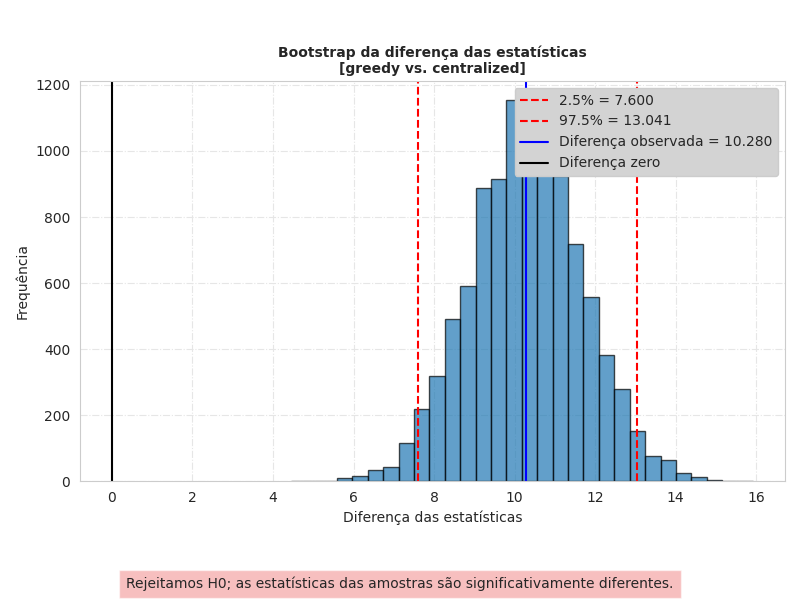 Bootstrap da diferença das estatísticas
[greedy vs. centralized]
2.5% = 7.600
97.5% = 13.041
Diferença observada = 10.280
Diferença zero
Frequência
1200
1000
800
600
400
200
0
0 2 4 6 8 10 12 14 16
Diferença das estatísticas
Rejeitamos H0; as estatísticas das amostras são significativamente diferentes.